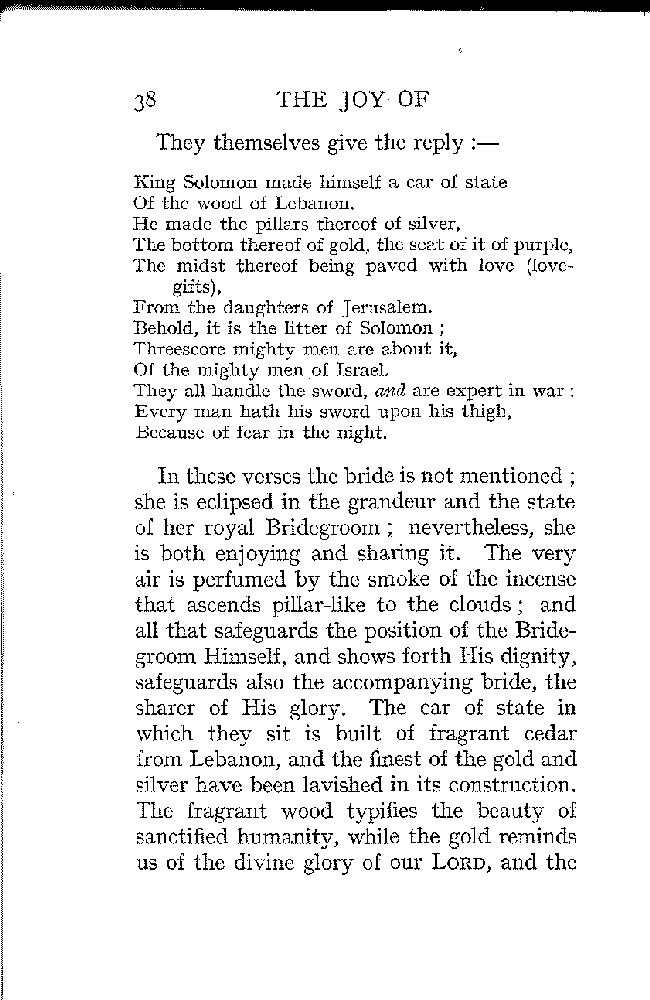 38 THE JOY OF
They themselves give the reply :—
King Solomon made himself a car of state
Of the wood of Lebanon.
He made the pillars thereof of silver,
The bottom thereof of gold, the seat of it of purple,
The midst thereof being paved with love (love-
gifts),
From the daughters of Jerusalem.
Behold, it is the litter of Solomon ;
Threescore mighty men are about it,
Of the mighty men of Israel.
They all handle the sword, and are expert in war :
Every man hath his sword upon his thigh,
Because of fear in the night.
In these verses the bride is not mentioned ;
she is eclipsed in the grandeur and the state
of her royal Bridegroom ; nevertheless, she
is both enjoying and sharing it. The very
air is perfumed by the smoke of the incense
that ascends pillar-like to the clouds ; and
all that safeguards the position of the Bride-
groom Himself, and shows forth His dignity,
safeguards also the accompanying bride, the
sharer of His glory. The car of state in
which they sit is built of fragrant cedar
from Lebanon, and the finest of the gold and
silver have been lavished in its construction.
The fragrant wood typifies the beauty of
sanctified humanity, while the gold reminds
us of the divine glory of our LORD, and the